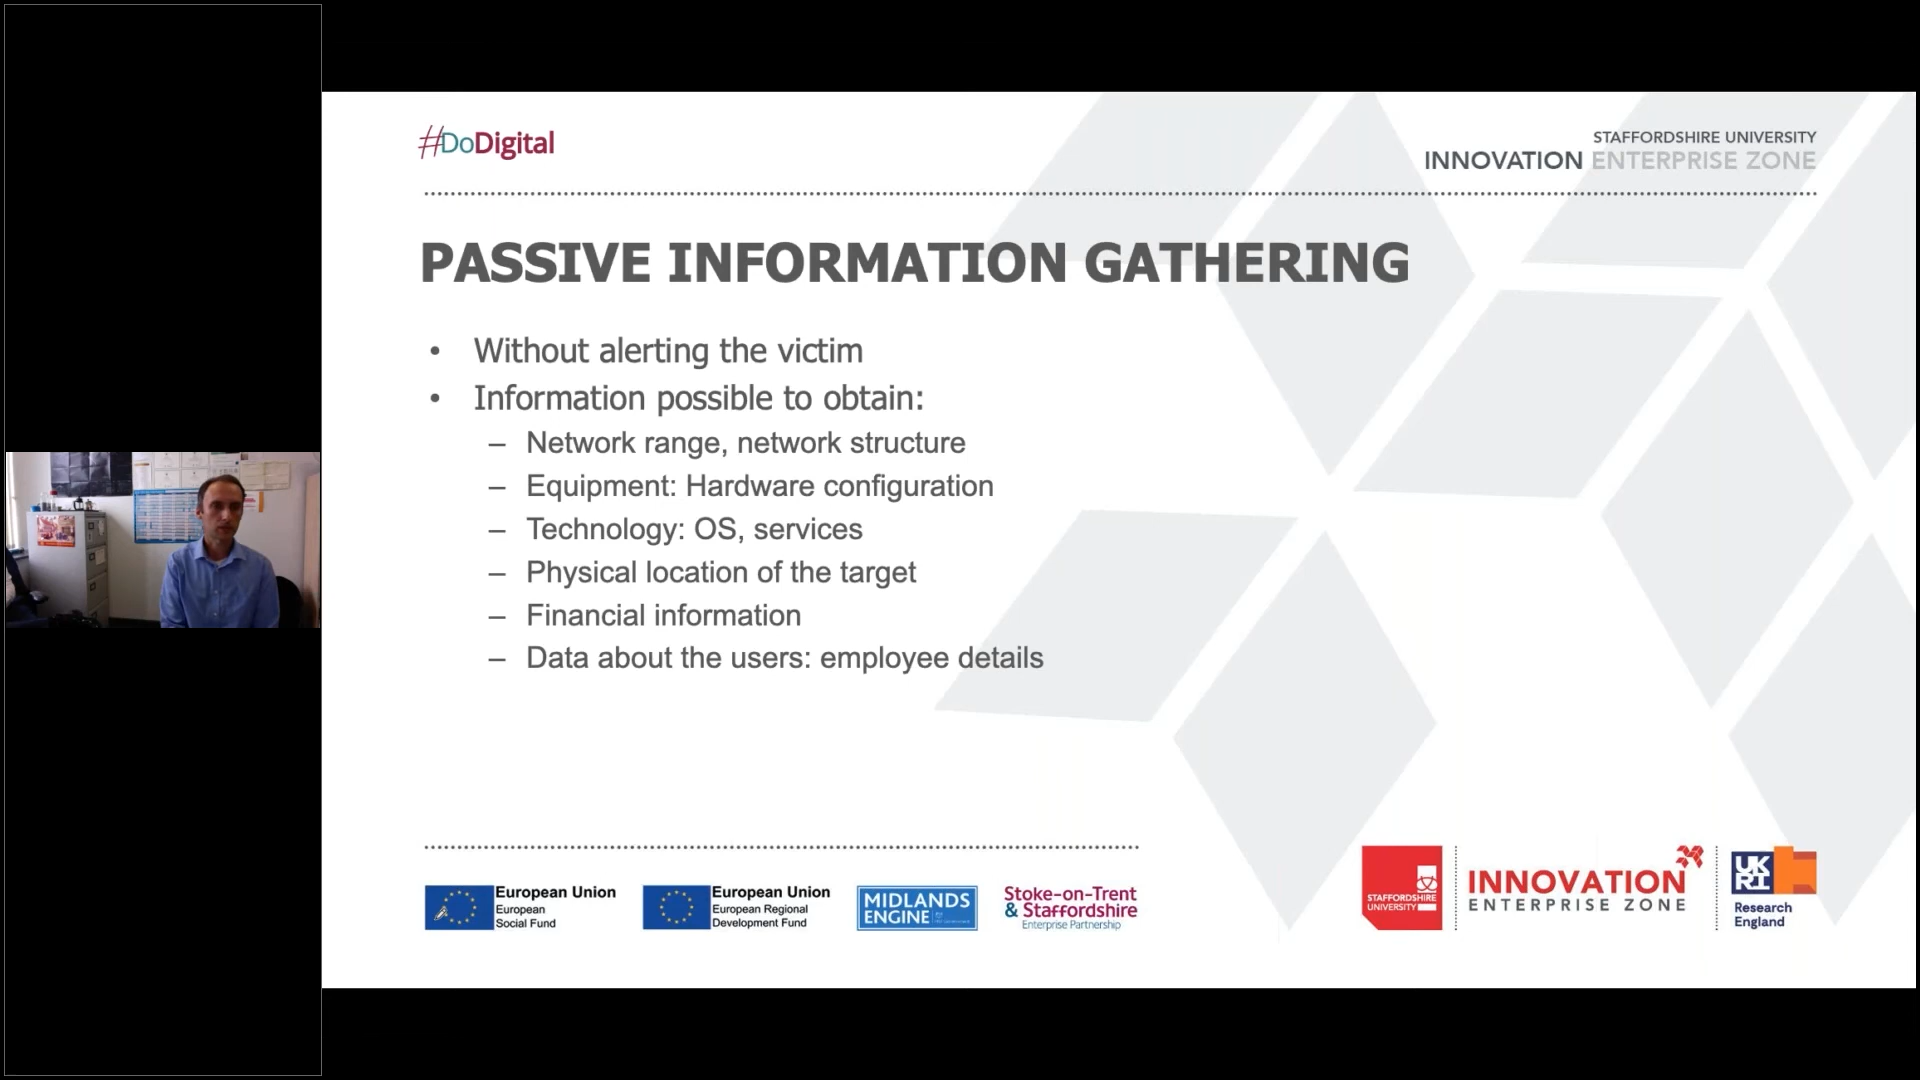 #DoDigital
STAFFORDSHIRE UNIVERSITY
INNOVATION ENTERPRISE ZONE
PASSIVE INFORMATION GATHERING
• Without alerting the victim
• Information possible to obtain:
– Network range, network structure
– Equipment: Hardware configuration
– Technology: OS, services
– Physical location of the target
– Financial information
– Data about the users: employee details
European Union
European
Social Fund
European Union
European Regional
Development Fund
MIDLANDS
ENGINE
Stoke-on-Trent
& Staffordshire
Enterprise Partnership
STAFFORDSHIRE
UNIVERSITY
INNOVATION
ENTERPRISE ZONE
UK
RI
Research
England